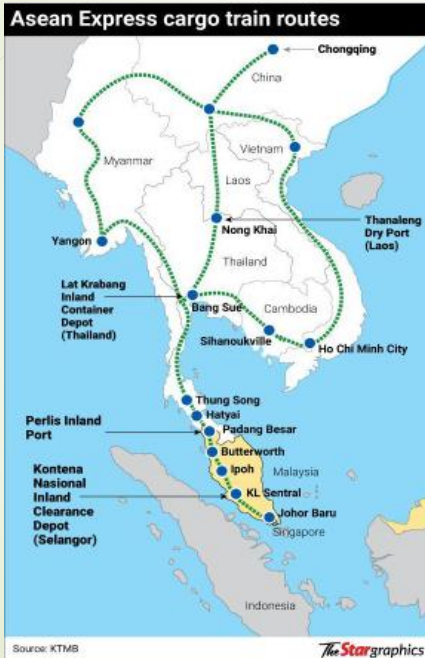 Asean Express cargo train routes
Chongqing
China
Vietnam
Myanmar
Laos
Thanaleng
Dry Port
(Laos)
Nong Khai
Yangon
Thailand
Lat Krabang
Inland
Container
Depot
(Thailand)
Bang Sue
Cambodia
Sihanoukville
Ho Chi Minh City
Thung Song
Hatyai
Perlis Inland
Port
Padang Besar
Butterworth
Kontena
Nasional
Inland
Clearance
Depot
(Selangor)
Ipoh
Malaysia
KL Sentral
Johor Baru
Singapore
Indonesia
Source: KTMB
The Stargraphics